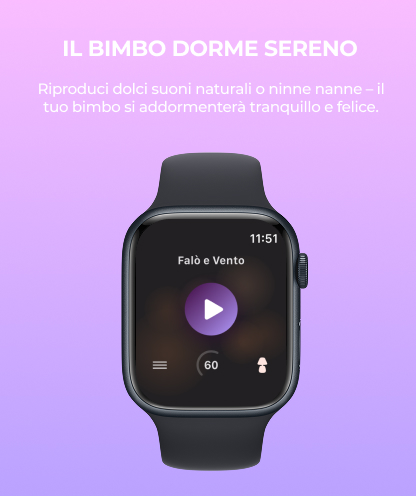 IL BIMBO DORME SERENO
Riproduci dolci suoni naturali o ninne nanne – il
tuo bimbo si addormenterà tranquillo e felice.
11:51
Falò e Vento
60